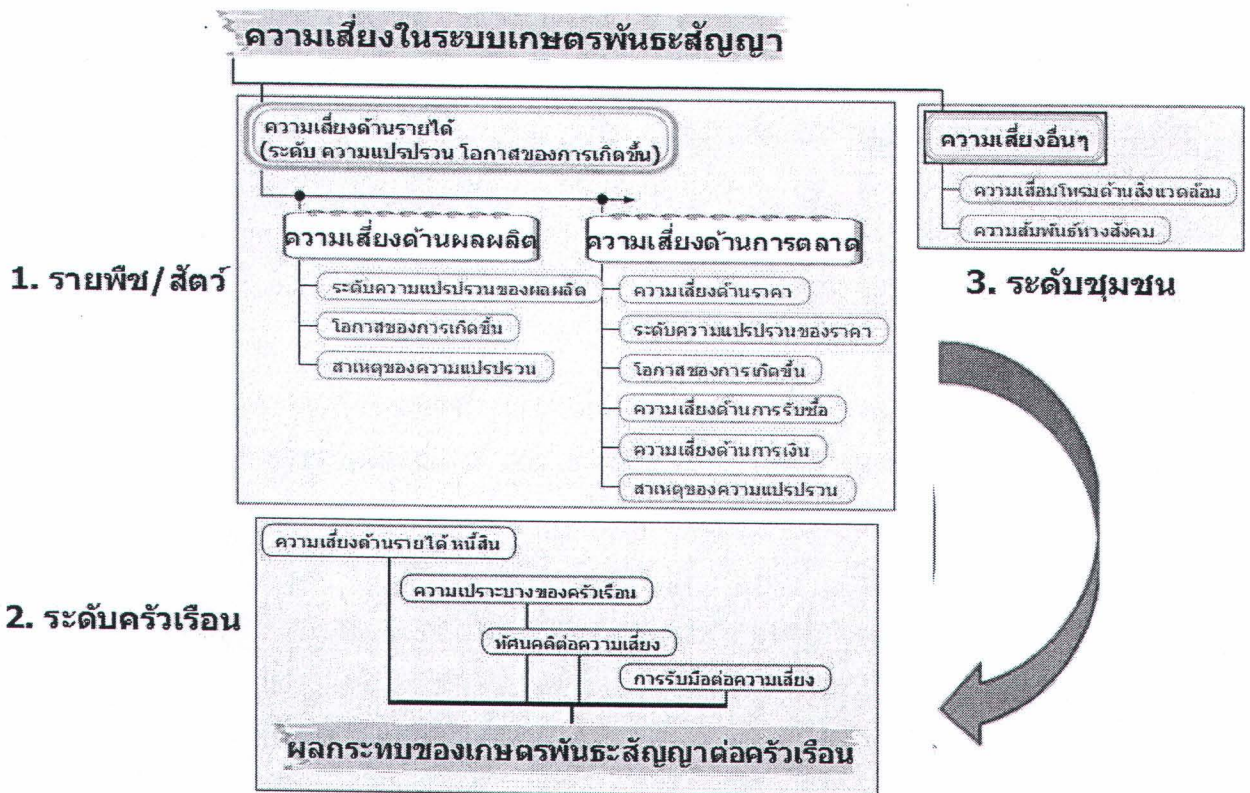 ความเสี่ยงในระบบเกษตรพันธะสัญญา
ความเสี่ยงด้านรายได้
(ระดับ ความแปรปรวน โอกาสของการเกิดขึ้น)
ความเสี่ยงด้านผลผลิต
ระดับความแปรปรวนของผลผลิต
โอกาสของการเกิดขึ้น
สาเหตุของความแปรปรวน
ความเสี่ยงด้านการตลาด
ความเสี่ยงด้านราคา
ระดับความแปรปรวนของราคา
โอกาสของการเกิดขึ้น
ความเสี่ยงด้านการรับซื้อ
ความเสี่ยงด้านการเงิน
สาเหตุของความแปรปรวน
1. รายพืช/สัตว์
ความเสี่ยงอื่นๆ
ความเสื่อมโทรมด้านสิ่งแวดล้อม
ความสัมพันธ์ทางสังคม
3. ระดับชุมชน
2. ระดับครัวเรือน
ความเสี่ยงด้านรายได้ หนี้สิน
ความเปราะบางของครัวเรือน
ทัศนคติต่อความเสี่ยง
การรับมือต่อความเสี่ยง
ผลกระทบของเกษตรพันธะสัญญาต่อครัวเรือน